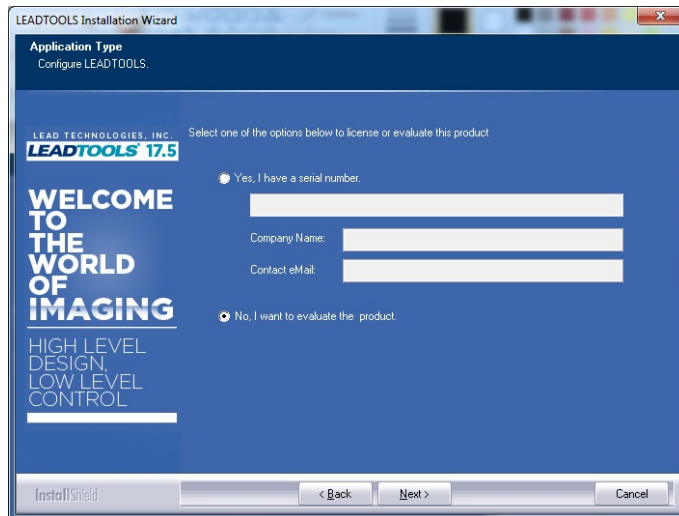 LEADTOOLS Installation Wizard
Application Type
Configure LEADTOOLS.
LEAD TECHNOLOGIES, INC.
LEADTOOLS® 17.5
WELCOME
TO
THE
WORLD
OF
IMAGING
HIGH LEVEL
DESIGN,
LOW LEVEL
CONTROL
Select one of the options below to license or evaluate this product
Yes, I have a serial number.
Company Name:
Contact eMail:
No, I want to evaluate the product.
InstallShield
< Back
Next >
Cancel